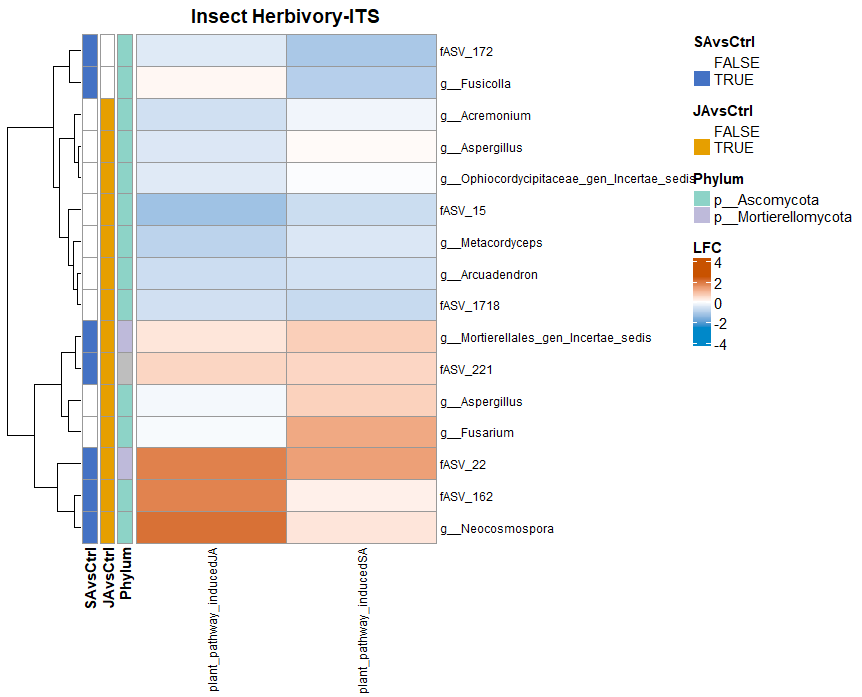 Insect Herbivory-ITS
fASV_172
g__Fusicolla
g__Acremonium
g__Aspergillus
g__Ophiocordycipitaceae_gen_Incertae_sedis
fASV_15
g__Metacordyceps
g__Arcuadendron
fASV_1718
g__Mortierellales_gen_Incertae_sedis
fASV_221
g__Aspergillus
g__Fusarium
fASV_22
fASV_162
g__Neocosmospora
SAvsCtrl
JAvsCtrl
Phylum
plant_pathway_inducedJA
plant_pathway_inducedSA
SAvsCtrl
FALSE
TRUE
JAvsCtrl
FALSE
TRUE
Phylum
p__Ascomycota
p__Mortierellomycota
LFC
4
2
0
-2
-4